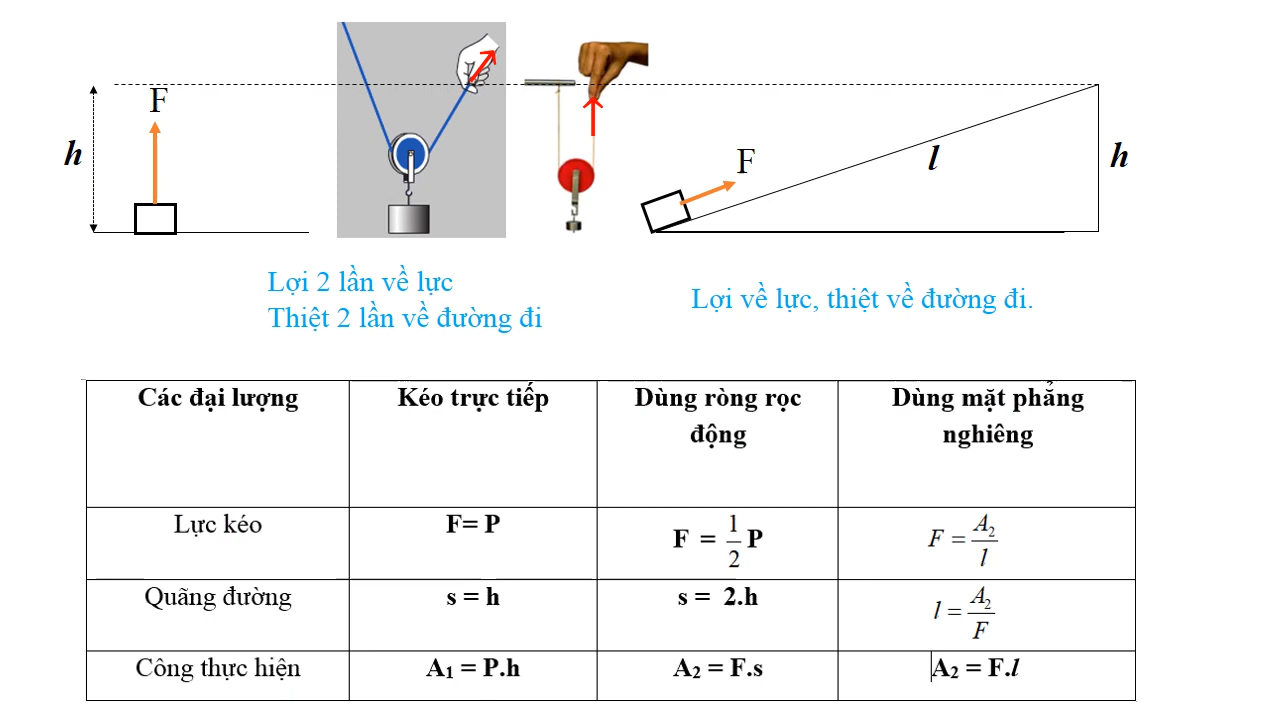 F
h
F
l
h
Lợi 2 lần về lực
Thiệt 2 lần về đường đi
Lợi về lực, thiệt về đường đi.
Các đại lượng
Kéo trực tiếp
Dùng ròng rọc
động
Dùng mặt phẳng
nghiêng
Lực kéo
F= P
F = 1/2 P
F = A₂/l
Quãng đường
s = h
s = 2.h
l = A₂/F
Công thực hiện
A₁ = P.h
A₂ = F.s
A₂ = F.l